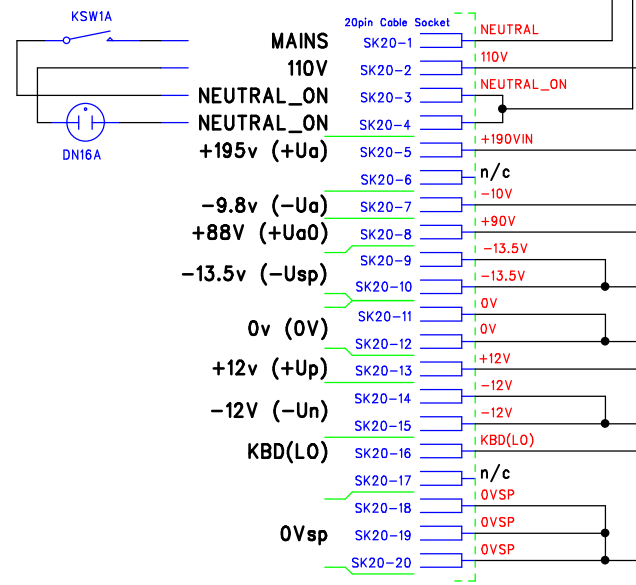 KSW1A
20pin Cable Socket
MAINS SK20-1 NEUTRAL
110V SK20-2 110V
NEUTRAL_ON SK20-3 NEUTRAL_ON
NEUTRAL_ON SK20-4
DN16A
+195v (+Ua) SK20-5 +190VIN
SK20-6 n/c
-9.8v (-Ua) SK20-7 -10V
+88V (+Ua0) SK20-8 +90V
SK20-9 -13.5V
-13.5v (-Usp)
SK20-10 -13.5V
SK20-11 0V
0v (0V)
SK20-12 0V
+12v (+Up) SK20-13 +12V
SK20-14 -12V
-12V (-Un)
SK20-15 -12V
KBD(LO) SK20-16 KBD(LO)
SK20-17 n/c
SK20-18 0VSP
0Vsp SK20-19 0VSP
SK20-20 0VSP